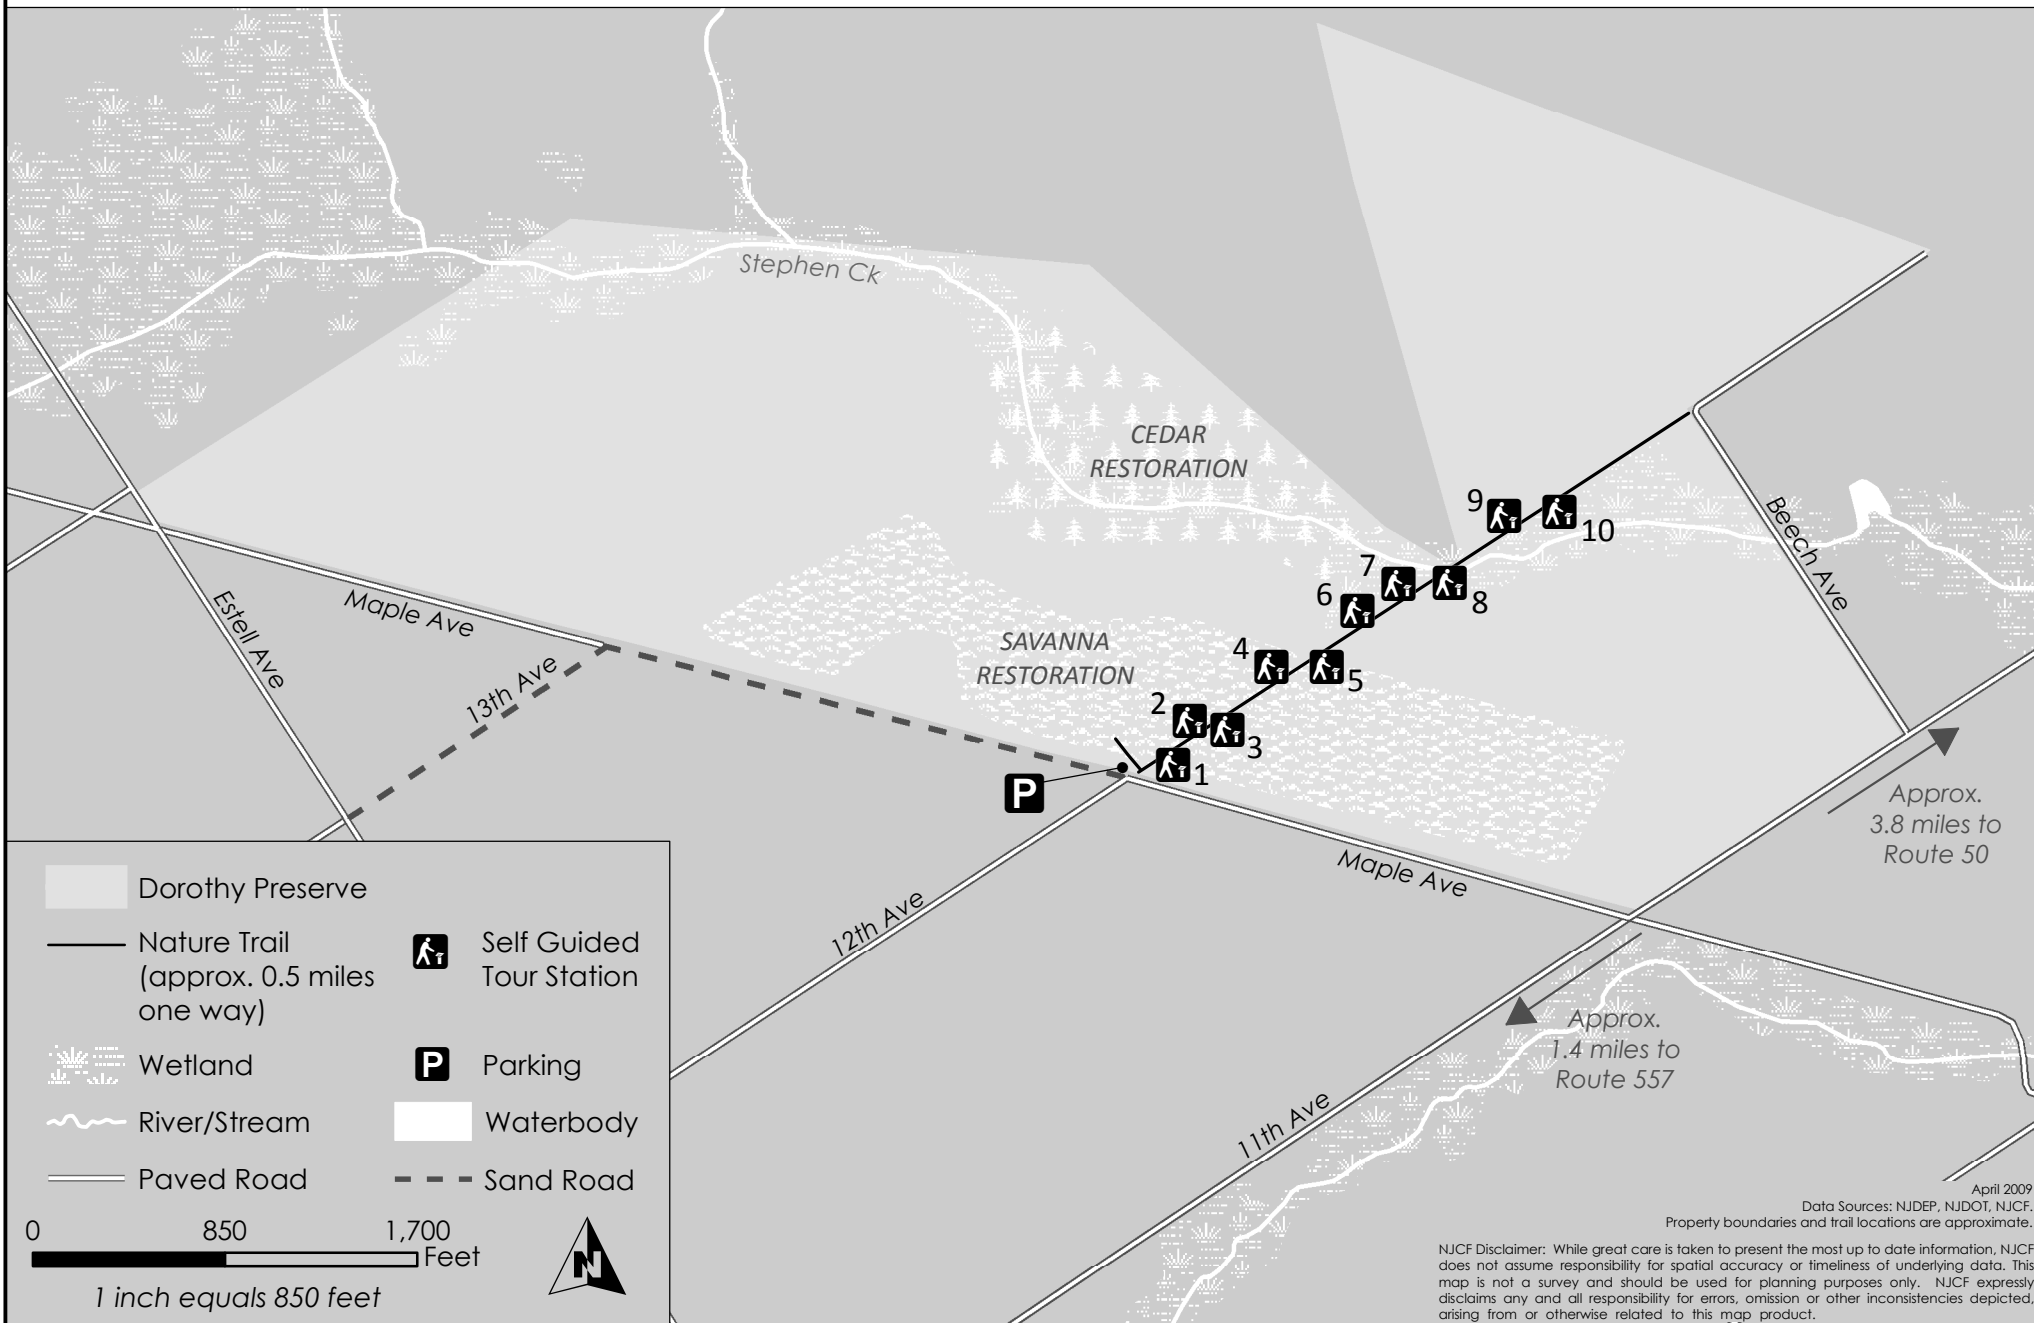 Stephen Ck
CEDAR
RESTORATION
9
10
Beech Ave
7
8
6
Estell Ave
Maple Ave
SAVANNA
RESTORATION
4
5
13th Ave
2
3
1
P
Approx.
3.8 miles to
Route 50
Maple Ave
12th Ave
Approx.
1.4 miles to
Route 557
11th Ave
Dorothy Preserve
Nature Trail
(approx. 0.5 miles
one way)
Self Guided
Tour Station
Wetland
P Parking
River/Stream
Waterbody
Paved Road
Sand Road
0 850 1,700
Feet
1 inch equals 850 feet
N
April 2009
Data Sources: NJDEP, NJDOT, NJCF.
Property boundaries and trail locations are approximate.
NJCF Disclaimer: While great care is taken to present the most up to date information, NJCF
does not assume responsibility for spatial accuracy or timeliness of underlying data. This
map is not a survey and should be used for planning purposes only. NJCF expressly
disclaims any and all responsibility for errors, omission or other inconsistencies depicted,
arising from or otherwise related to this map product.